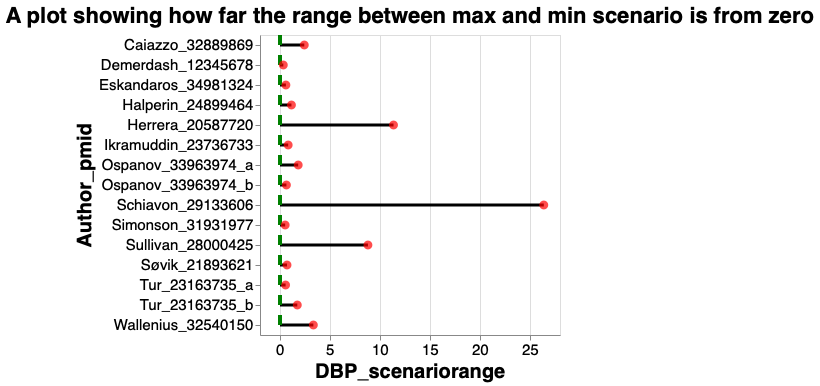 A plot showing how far the range between max and min scenario is from zero
Caiazzo_32889869
Demerdash_12345678
Eskandaros_34981324
Halperin_24899464
Herrera_20587720
Ikramuddin_23736733
Ospanov_33963974_a
Ospanov_33963974_b
Schiavon_29133606
Simonson_31931977
Sullivan_28000425
Søvik_21893621
Tur_23163735_a
Tur_23163735_b
Wallenius_32540150
Author_pmid
0 5 10 15 20 25
DBP_scenariorange